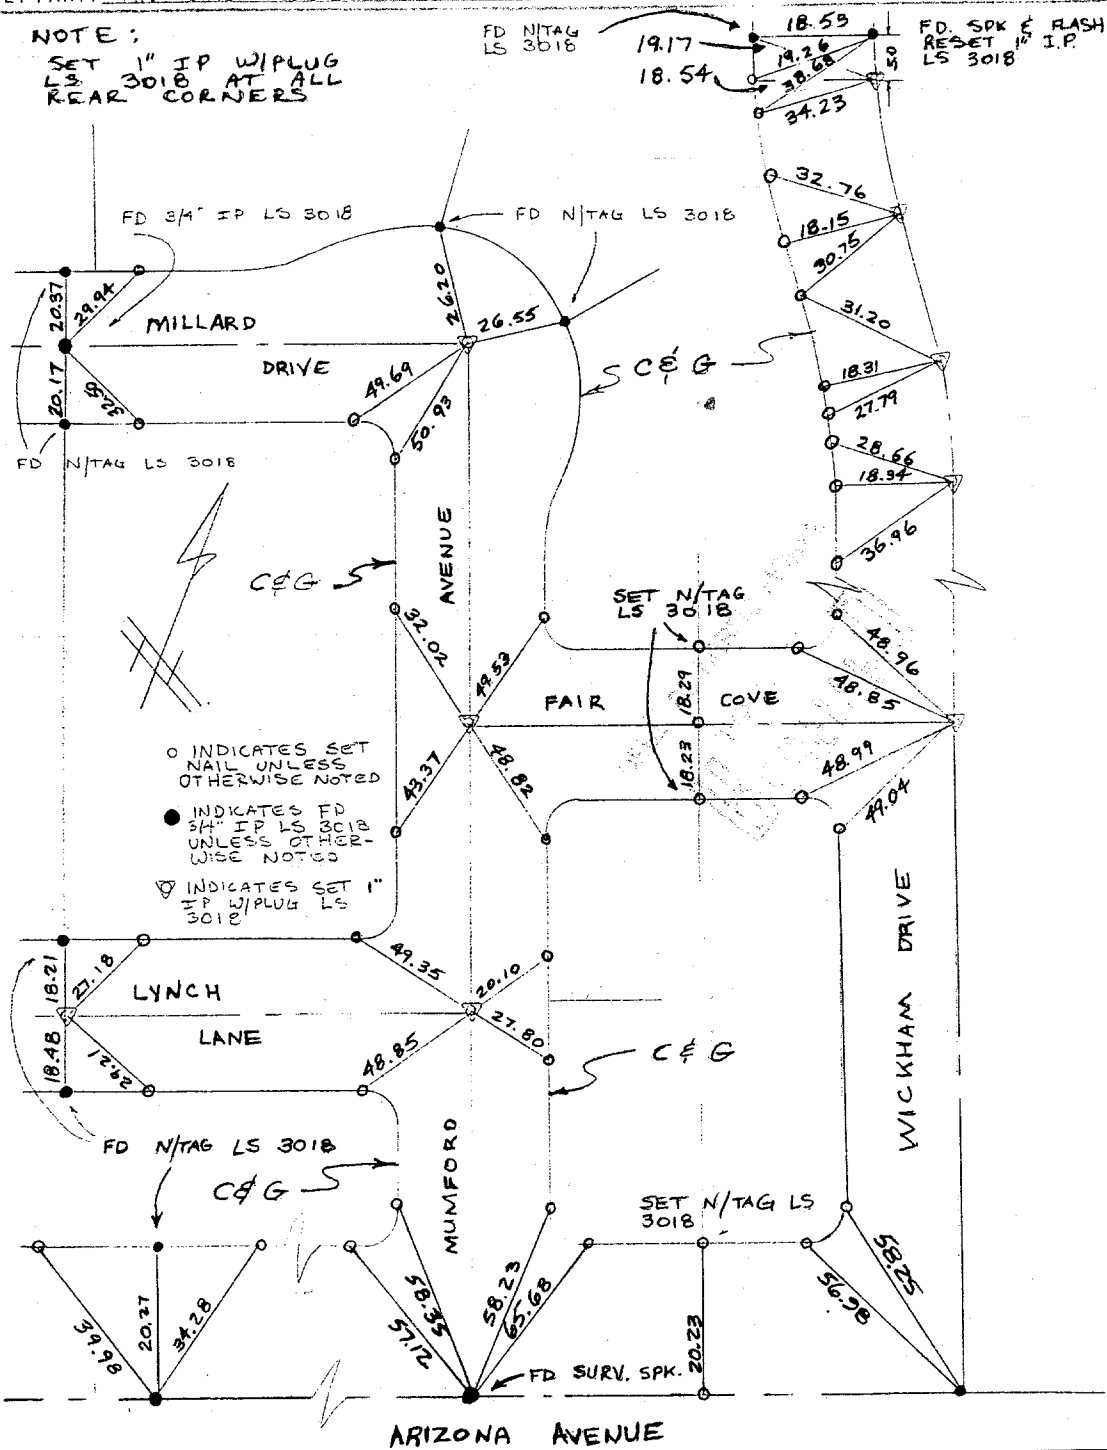 NOTE:
SET 1" IP W/PLUG
LS 3018 AT ALL
REAR CORNERS
FD N/TAG
LS 3018
19.17
18.54
18.53
19.26
38.68
34.23
50
FD. SPK & FLASH
RESET 1" I.P.
LS 3018
32.76
18.15
30.75
31.20
18.31
27.79
28.66
18.34
36.96
FD 3/4" IP LS 3018
FD N/TAG LS 3018
20.37
29.94
MILLARD
DRIVE
26.20
26.55
C & G
20.17
32.50
49.69
50.93
FD N/TAG LS 3018
C & G
AVENUE
SET N/TAG
LS 3018
32.02
49.53
18.29
FAIR COVE
48.96
48.85
43.37
48.82
18.23
48.99
49.04
O INDICATES SET
NAIL UNLESS
OTHERWISE NOTED
INDICATES FD
3/4" IP LS 3018
UNLESS OTHER-
WISE NOTED
INDICATES SET 1"
IP W/PLUG LS
3018
WICKHAM DRIVE
18.21
27.18
LYNCH
LANE
49.35
20.10
27.80
18.48
48.85
C & G
FD N/TAG LS 3018
C & G
MUMFORD
SET N/TAG LS
3018
39.98
20.27
34.28
58.35
57.12
58.23
65.68
20.23
58.25
56.98
FD SURV. SPK.
ARIZONA AVENUE